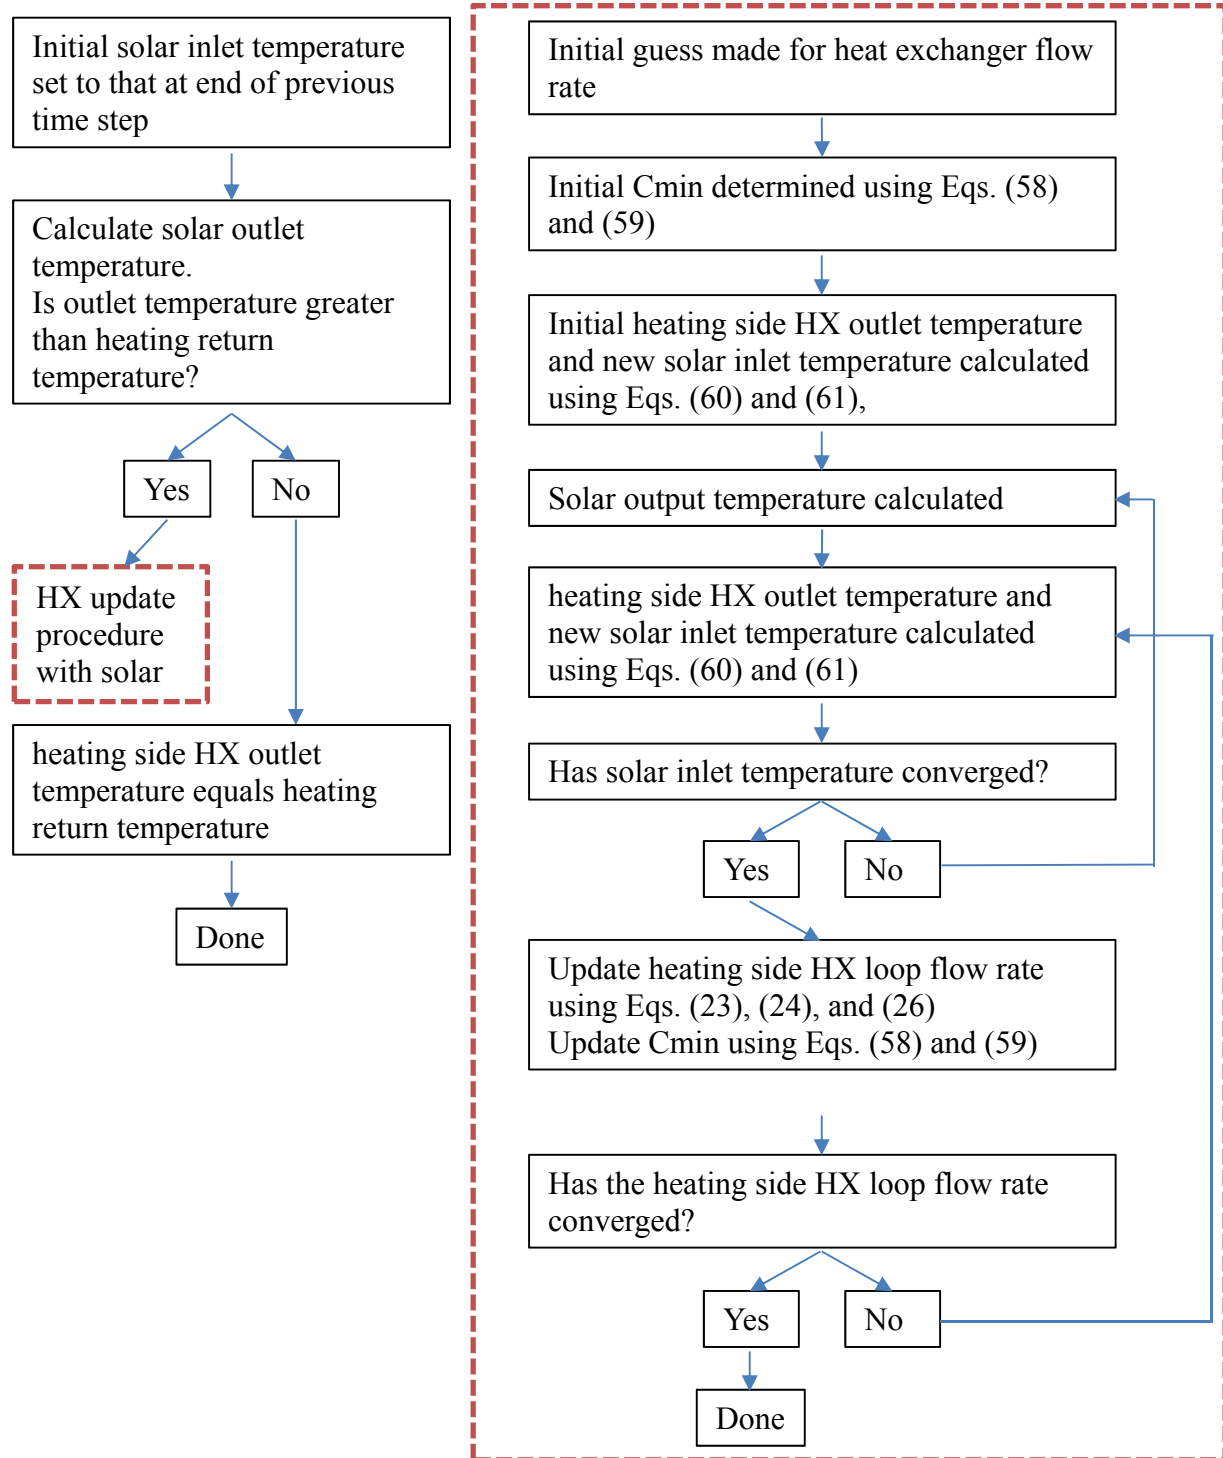 Initial solar inlet temperature
set to that at end of previous
time step
Calculate solar outlet
temperature.
Is outlet temperature greater
than heating return
temperature?
Yes
No
HX update
procedure
with solar
heating side HX outlet
temperature equals heating
return temperature
Done
Initial guess made for heat exchanger flow
rate
Initial Cmin determined using Eqs. (58)
and (59)
Initial heating side HX outlet temperature
and new solar inlet temperature calculated
using Eqs. (60) and (61),
Solar output temperature calculated
heating side HX outlet temperature and
new solar inlet temperature calculated
using Eqs. (60) and (61)
Has solar inlet temperature converged?
Yes
No
Update heating side HX loop flow rate
using Eqs. (23), (24), and (26)
Update Cmin using Eqs. (58) and (59)
Has the heating side HX loop flow rate
converged?
Yes
No
Done